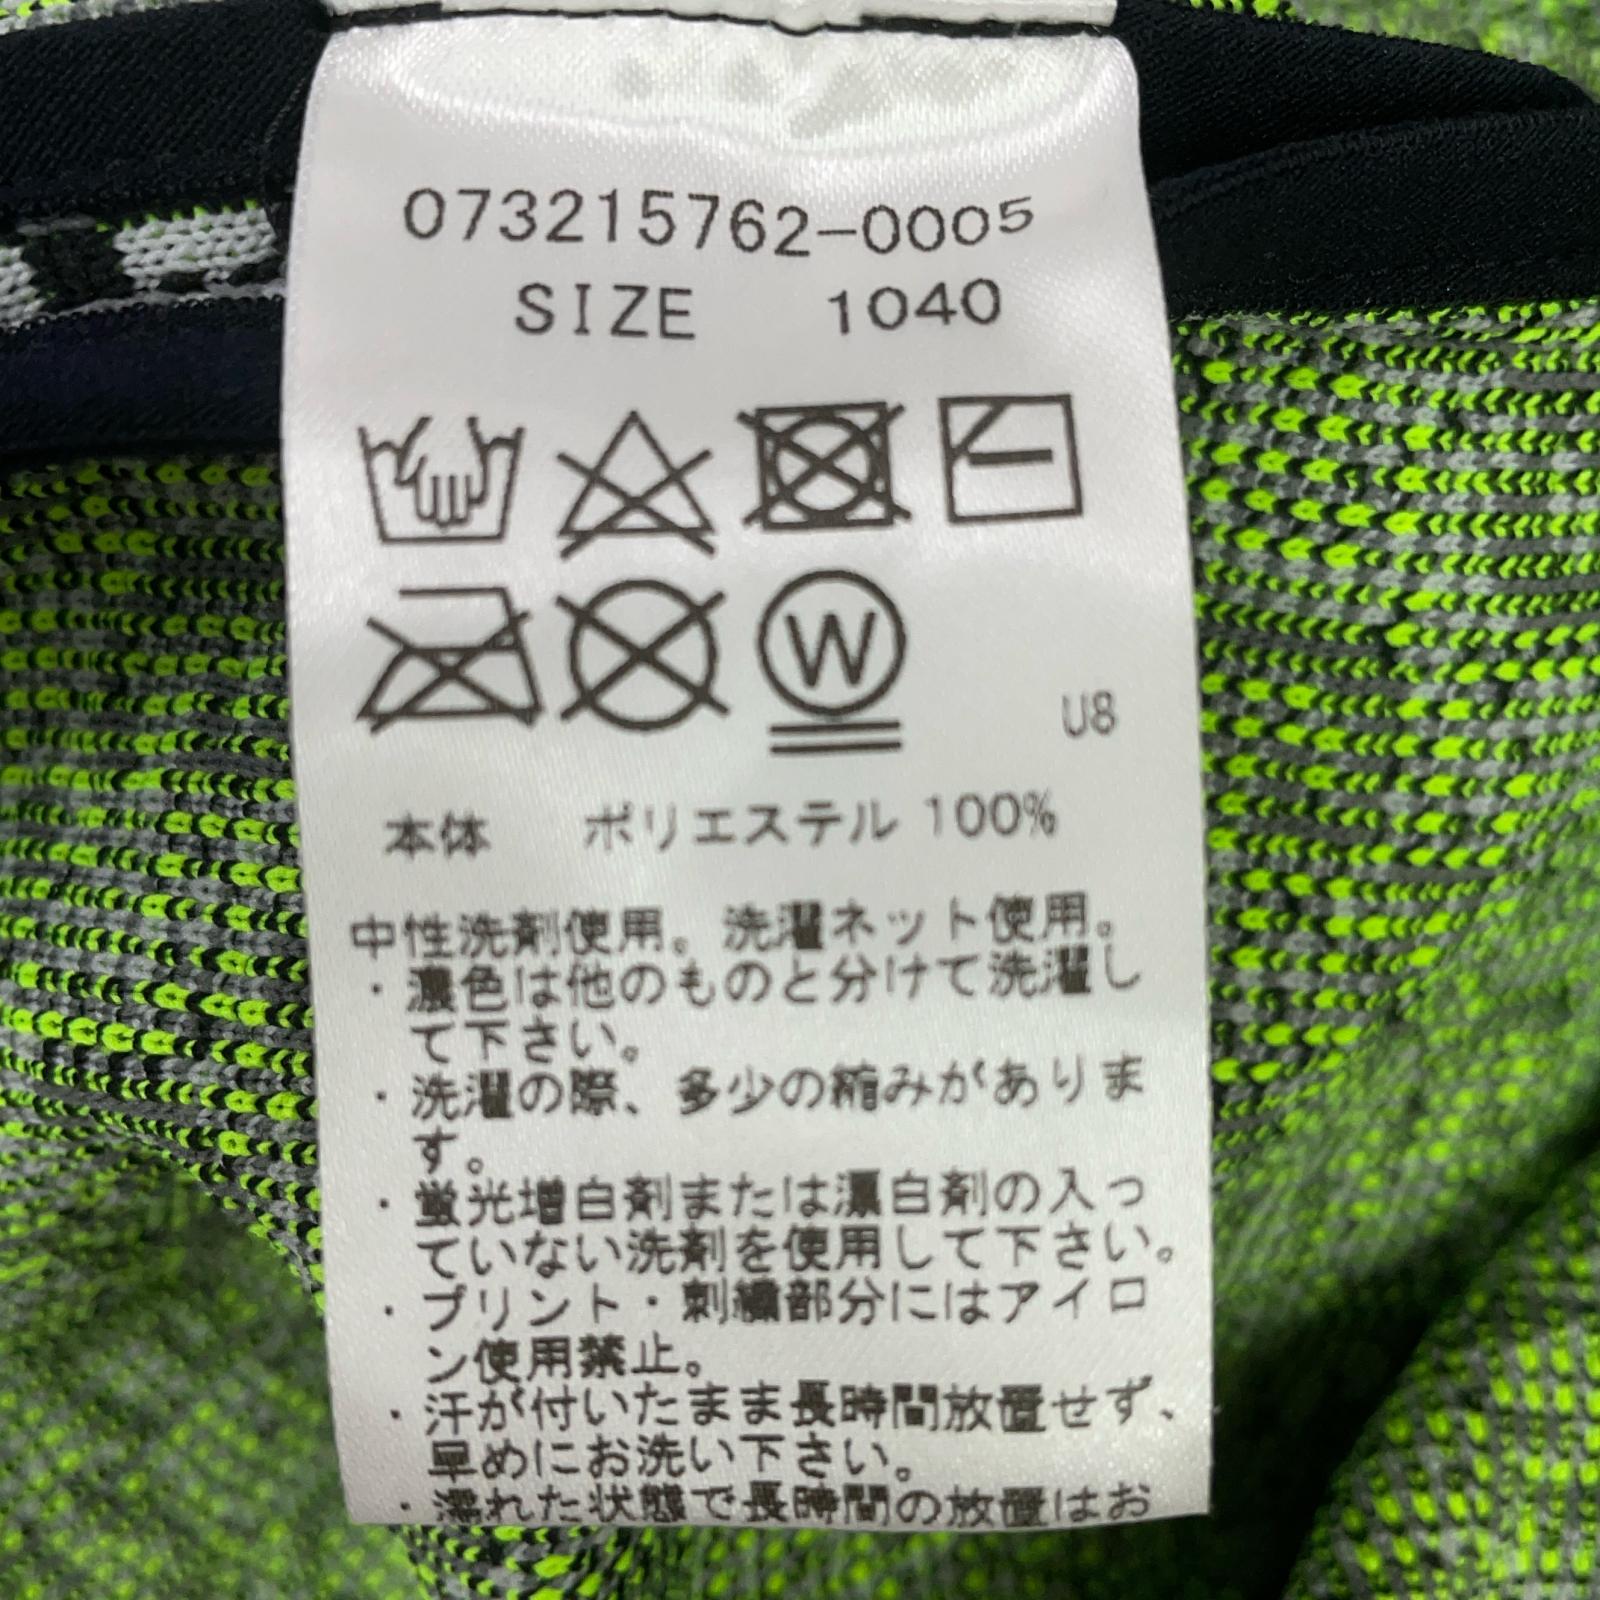 073215762-0005
SIZE 1040
W
U8
本体 ポリエステル 100%
中性洗剤使用。洗濯ネット使用。
・濃色は他のものと分けて洗濯し
て下さい。
・洗濯の際、多少の縮みがありま
す。
・蛍光増白剤または漂白剤の入っ
ていない洗剤を使用して下さい。
・プリント・刺繍部分にはアイロ
ン使用禁止。
・汗が付いたまま長時間放置せず、
早めにお洗い下さい。
・濡れた状態で長時間の放置はお